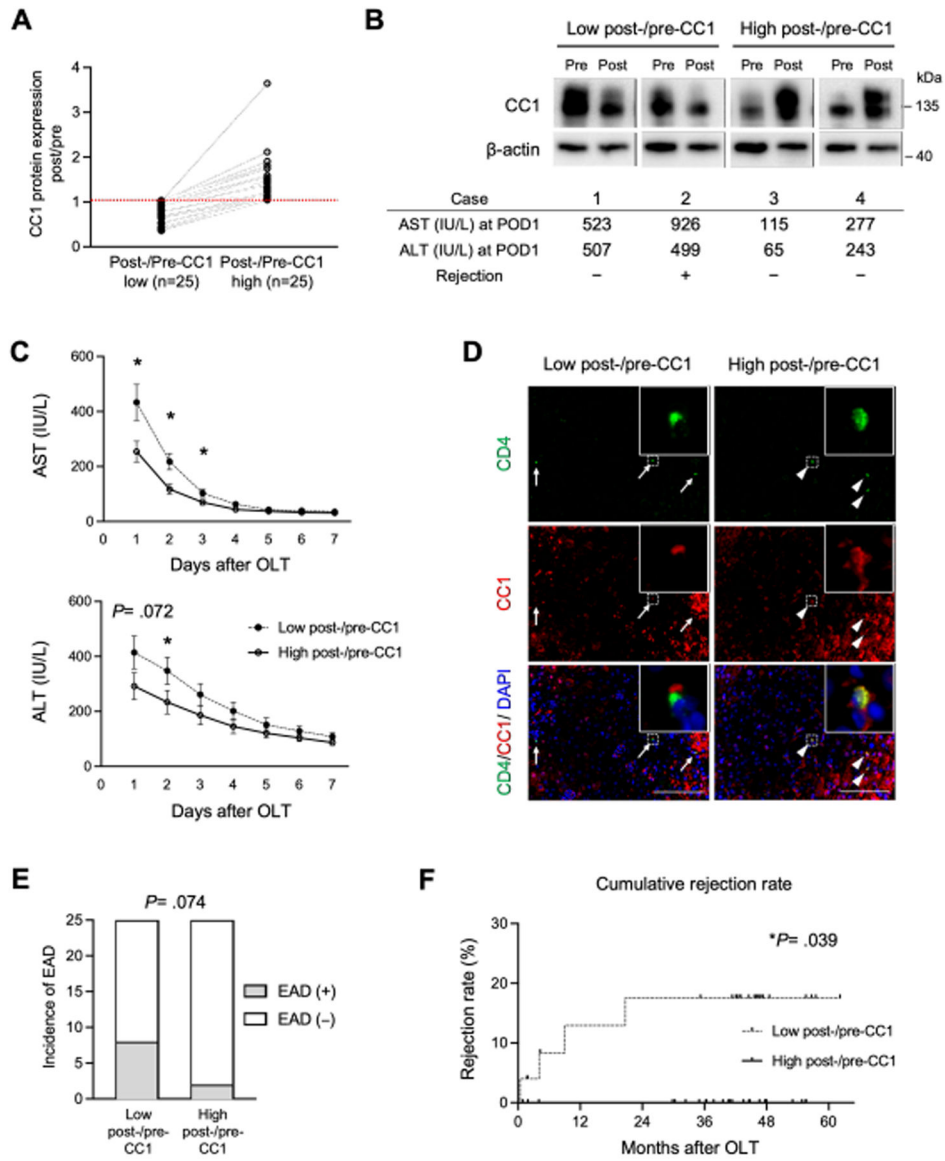 A
CC1 protein expression
post/pre
4
3
2
1
0
Post-/Pre-CC1 Post-/Pre-CC1
low (n=25) high (n=25)
B
Low post-/pre-CC1 High post-/pre-CC1
Pre Post Pre Post Pre Post Pre Post
kDa
CC1
135
β-actin
40
Case 1 2 3 4
AST (IU/L) at POD1 523 926 115 277
ALT (IU/L) at POD1 507 499 65 243
Rejection − + − −
C
AST (IU/L)
600
400
200
0
* * *
0 1 2 3 4 5 6 7
Days after OLT
ALT (IU/L)
600
400
200
0
P= .072
*
Low post-/pre-CC1
High post-/pre-CC1
0 1 2 3 4 5 6 7
Days after OLT
D
Low post-/pre-CC1 High post-/pre-CC1
CD4
CC1
CD4/CC1/ DAPI
E
P= .074
Incidence of EAD
25
20
15
10
5
0
EAD (+)
EAD (−)
Low High
post-/pre- post-/pre-
CC1 CC1
F
Cumulative rejection rate
*P= .039
Rejection rate (%)
30
20
10
0
Low post-/pre-CC1
High post-/pre-CC1
0 12 24 36 48 60
Months after OLT